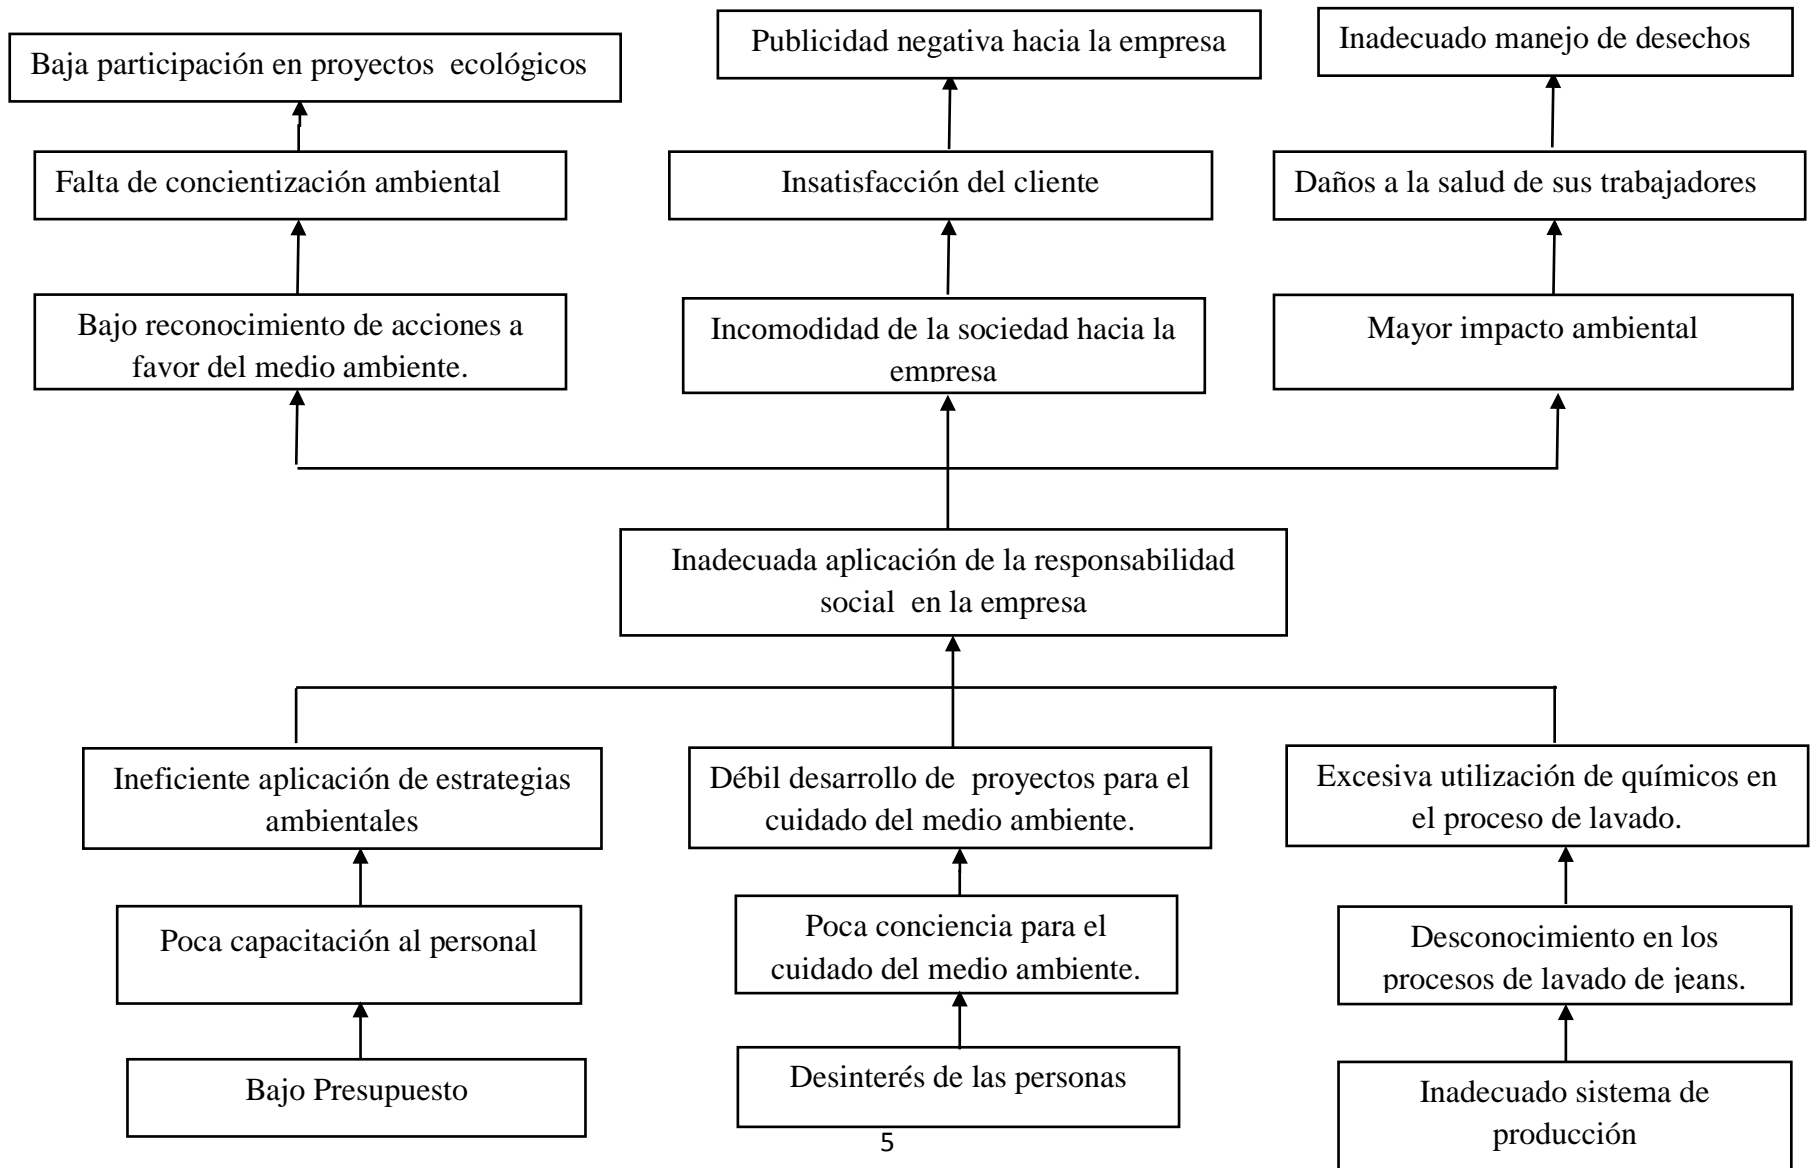 Baja participación en proyectos ecológicos
Publicidad negativa hacia la empresa
Inadecuado manejo de desechos
Falta de concientización ambiental
Insatisfacción del cliente
Daños a la salud de sus trabajadores
Bajo reconocimiento de acciones a
favor del medio ambiente.
Incomodidad de la sociedad hacia la
empresa
Mayor impacto ambiental
Inadecuada aplicación de la responsabilidad
social en la empresa
Ineficiente aplicación de estrategias
ambientales
Débil desarrollo de proyectos para el
cuidado del medio ambiente.
Excesiva utilización de químicos en
el proceso de lavado.
Poca capacitación al personal
Poca conciencia para el
cuidado del medio ambiente.
Desconocimiento en los
procesos de lavado de jeans.
Bajo Presupuesto
Desinterés de las personas
Inadecuado sistema de
producción
5